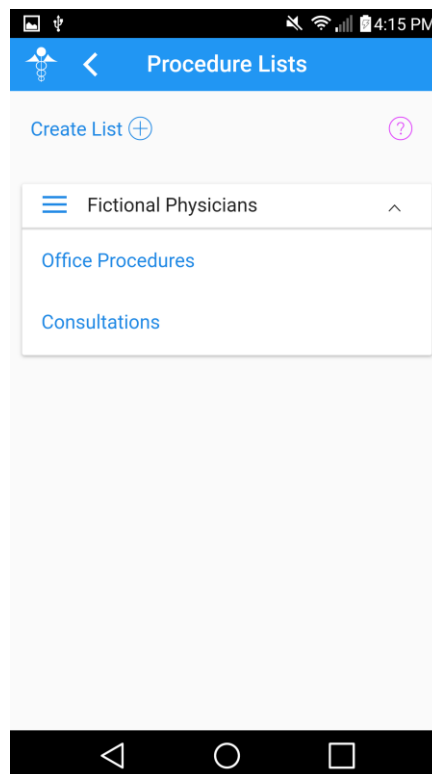 4:15 PM
Procedure Lists
Create List
?
Fictional Physicians
Office Procedures
Consultations